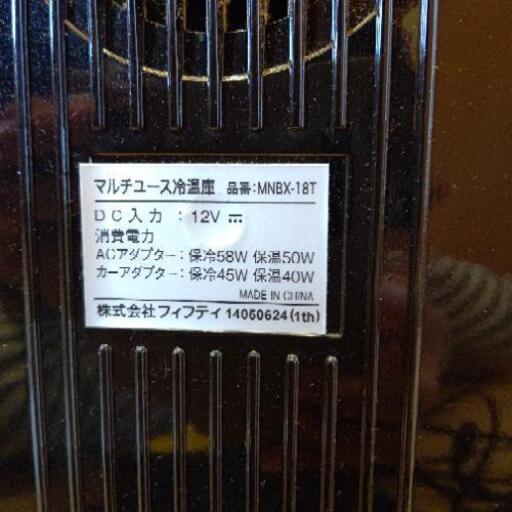 マルチユース冷温庫 品番:MNBX-18T
DC入力 : 12V ⎓
消費電力
ACアダプター:保冷58W 保温50W
カーアダプター:保冷45W 保温40W
MADE IN CHINA
株式会社フィフティ 14050624(1th)